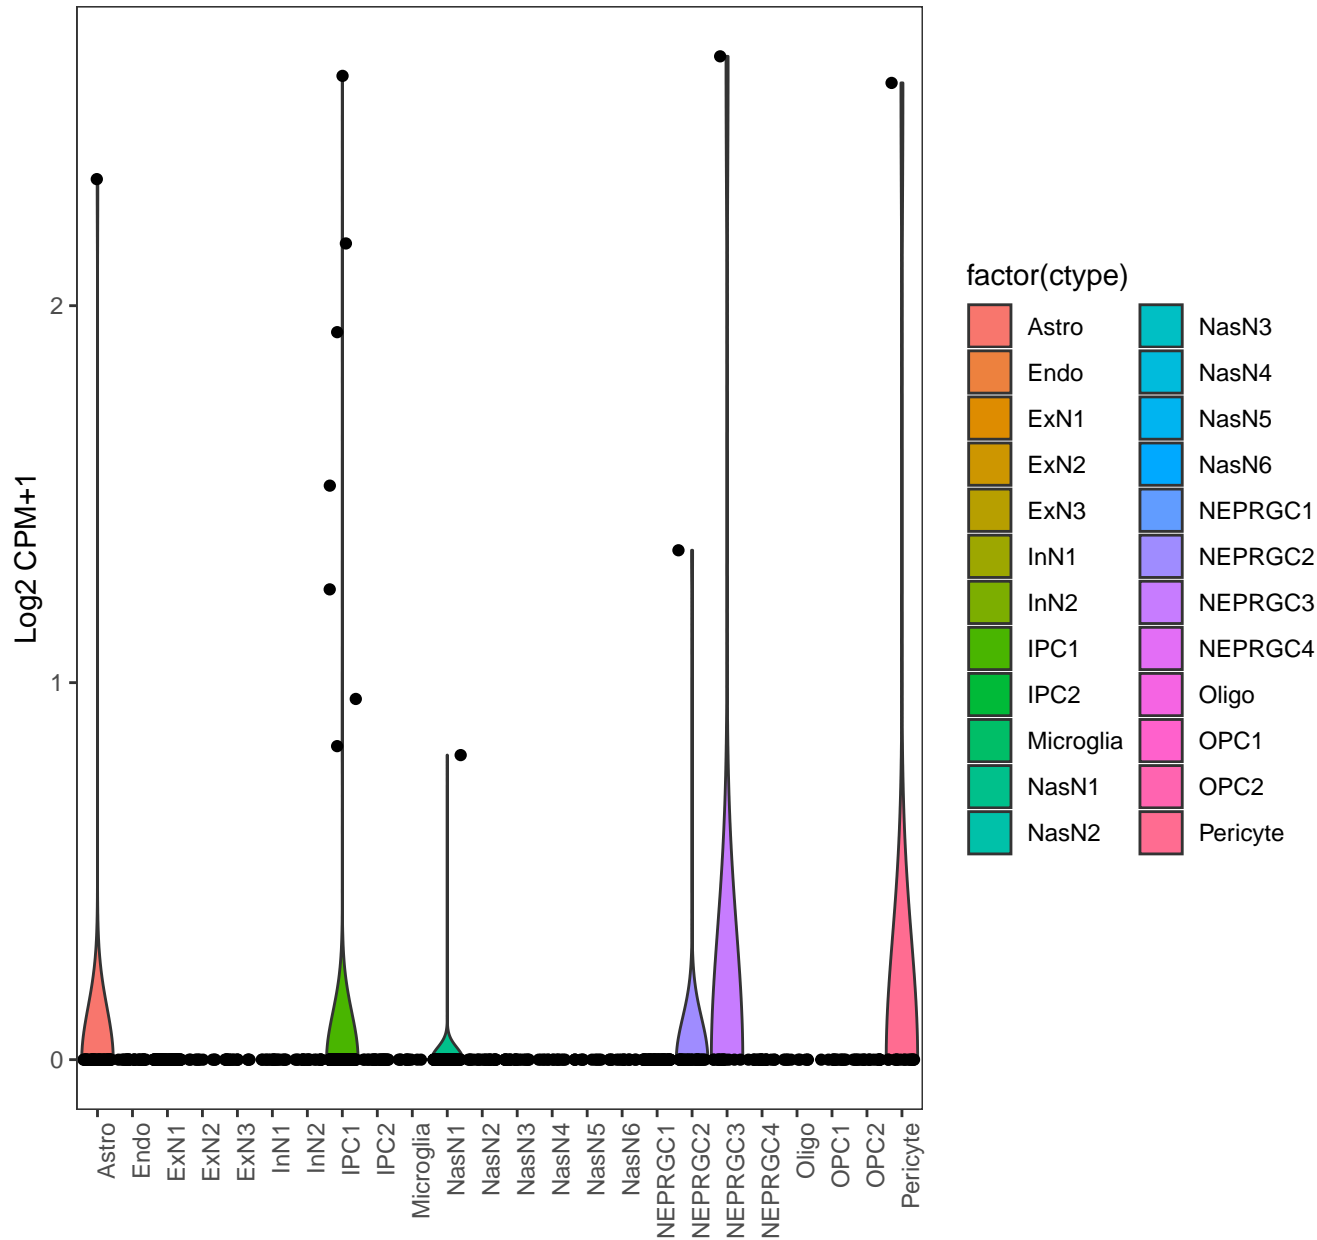 Log2 CPM+1
2
1
0
Astro
Endo
ExN1
ExN2
ExN3
InN1
InN2
IPC1
IPC2
Microglia
NasN1
NasN2
NasN3
NasN4
NasN5
NasN6
NEPRGC1
NEPRGC2
NEPRGC3
NEPRGC4
Oligo
OPC1
OPC2
Pericyte
factor(ctype)
Astro
Endo
ExN1
ExN2
ExN3
InN1
InN2
IPC1
IPC2
Microglia
NasN1
NasN2
NasN3
NasN4
NasN5
NasN6
NEPRGC1
NEPRGC2
NEPRGC3
NEPRGC4
Oligo
OPC1
OPC2
Pericyte